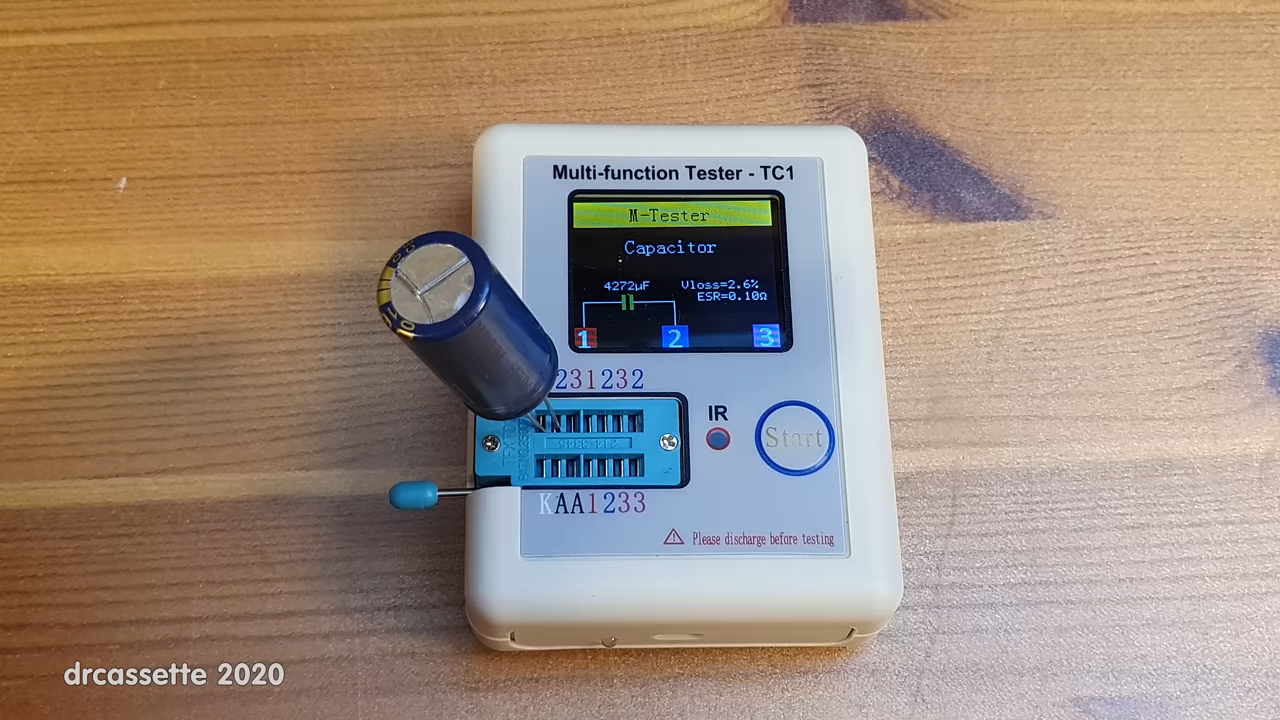 Multi-function Tester - TC1
M-Tester
Capacitor
4272µF
Vloss=2.6%
ESR=0.10Ω
1 2 3
231232
IR
Start
KAA1233
Please discharge before testing
drcassette 2020